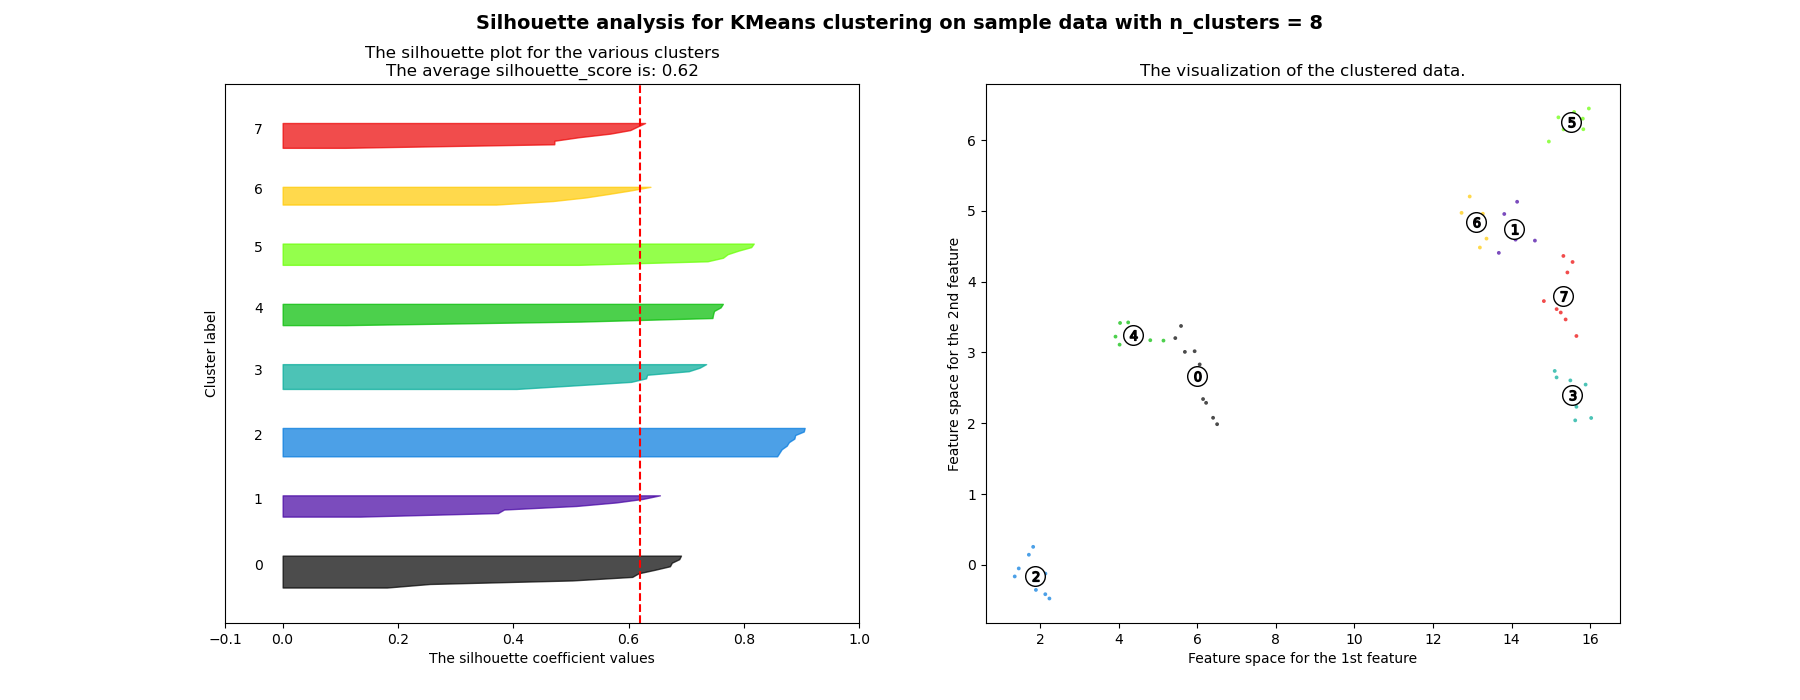 Silhouette analysis for KMeans clustering on sample data with n_clusters = 8
The silhouette plot for the various clusters
The average silhouette_score is: 0.62
7
6
5
4
3
2
1
0
Cluster label
−0.1 0.0 0.2 0.4 0.6 0.8 1.0
The silhouette coefficient values
The visualization of the clustered data.
6
5
4
3
2
1
0
Feature space for the 2nd feature
5
6
1
7
4
0
3
2
2 4 6 8 10 12 14 16
Feature space for the 1st feature